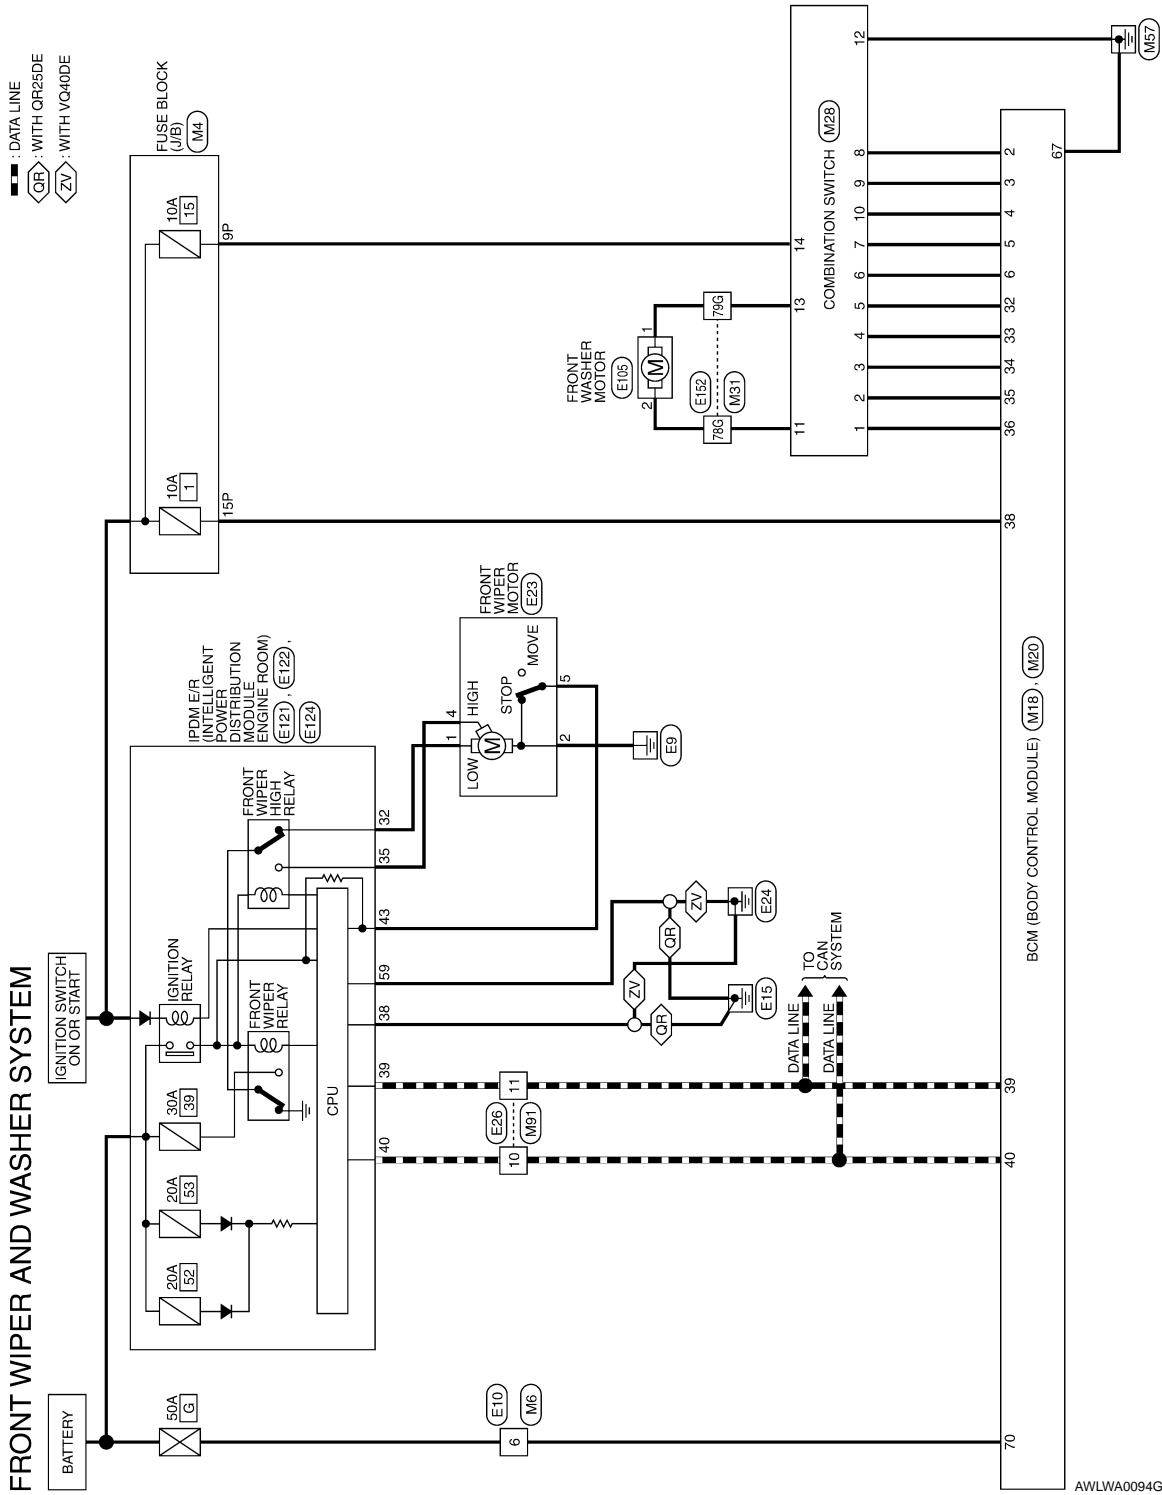 FRONT WIPER AND WASHER SYSTEM
: DATA LINE
QR : WITH QR25DE
ZV : WITH VQ40DE
BATTERY
IGNITION SWITCH
ON OR START
50A
G
20A
52
20A
53
30A
39
IGNITION
RELAY
FRONT
WIPER
RELAY
FRONT
WIPER
HIGH
RELAY
CPU
IPDM E/R
(INTELLIGENT
POWER
DISTRIBUTION
MODULE
ENGINE ROOM)
E121 , E122 ,
E124
10A
1
10A
15
FUSE BLOCK
(J/B)
M4
15P
9P
40
39
38
59
43
35
32
1
4
LOW
HIGH
M
STOP
MOVE
FRONT
WIPER
MOTOR
E23
2
5
E9
E10
M6
6
10
E26
M91
11
ZV
QR
QR
ZV
E15
E24
DATA LINE
DATA LINE
TO
CAN
SYSTEM
FRONT
WASHER
MOTOR
E105
2
M
1
78G
E152
M31
79G
11
13
14
COMBINATION SWITCH
M28
1
2
3
4
5
6
7
10
9
8
12
70
40
39
38
36
35
34
33
32
6
5
4
3
2
67
BCM (BODY CONTROL MODULE) M18 , M20
M57
AWLWA0094G